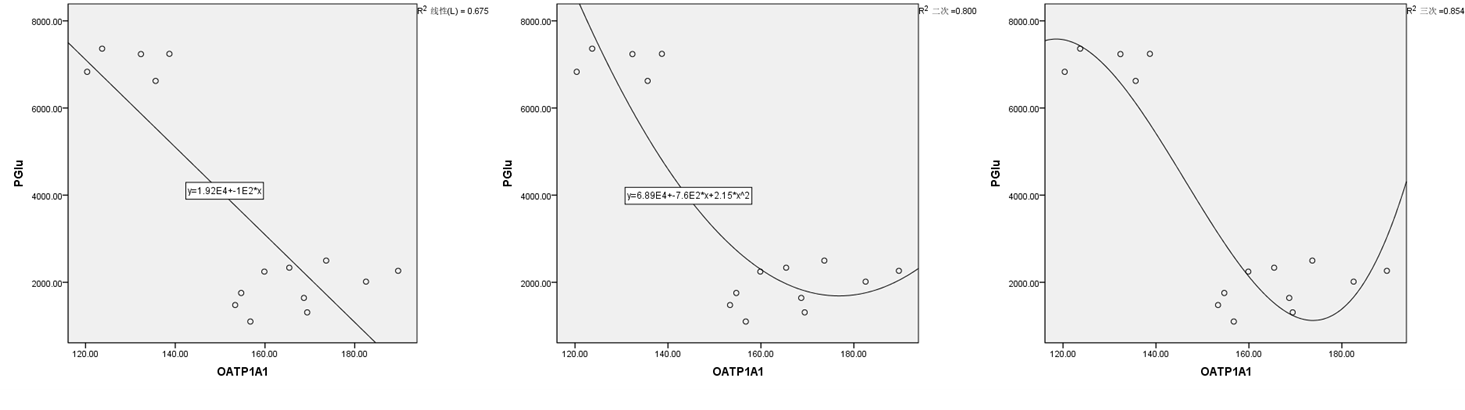 R² 线性(L) = 0.675
8000.00
6000.00
4000.00
2000.00
PGlu
y=1.92E4+-1E2*x
120.00 140.00 160.00 180.00
OATP1A1
R² 二次 =0.800
8000.00
6000.00
4000.00
2000.00
PGlu
y=6.89E4+-7.6E2*x+2.15*x^2
120.00 140.00 160.00 180.00
OATP1A1
R² 三次 =0.854
8000.00
6000.00
4000.00
2000.00
PGlu
120.00 140.00 160.00 180.00
OATP1A1